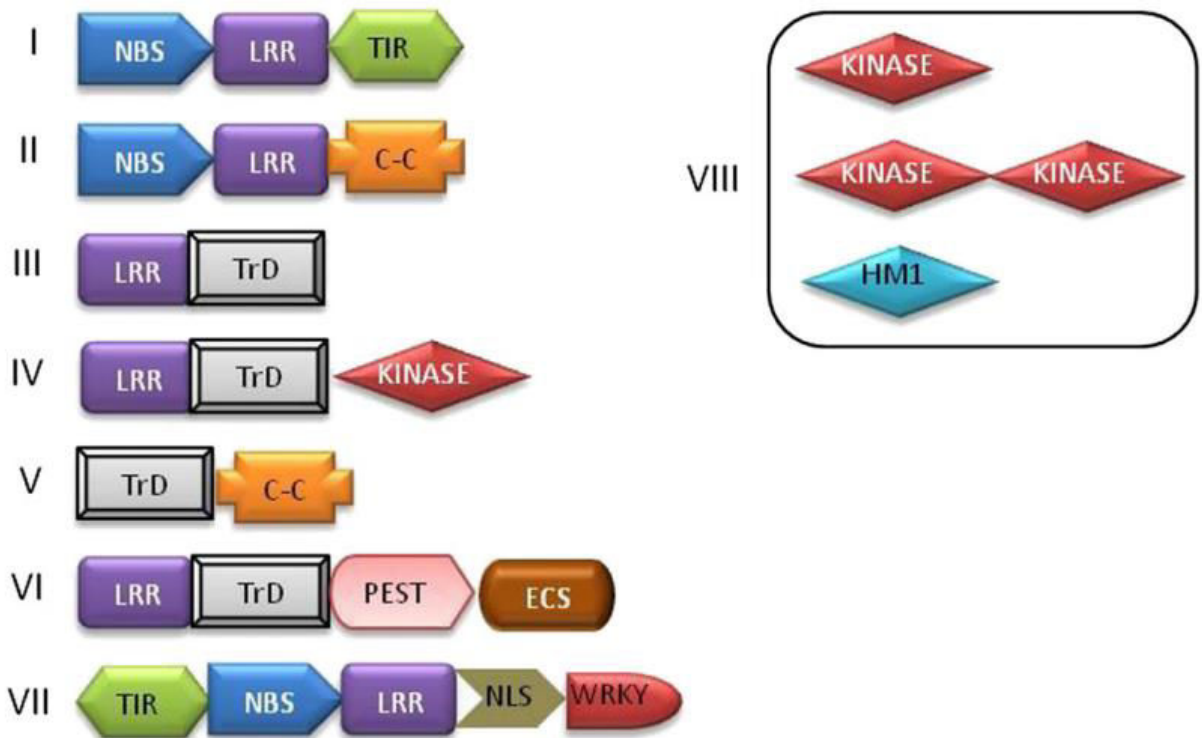 I NBS LRR TIR
II NBS LRR C-C
III LRR TrD
IV LRR TrD KINASE
V TrD C-C
VI LRR TrD PEST ECS
VII TIR NBS LRR NLS WRKY
KINASE
VIII KINASE KINASE
HM1